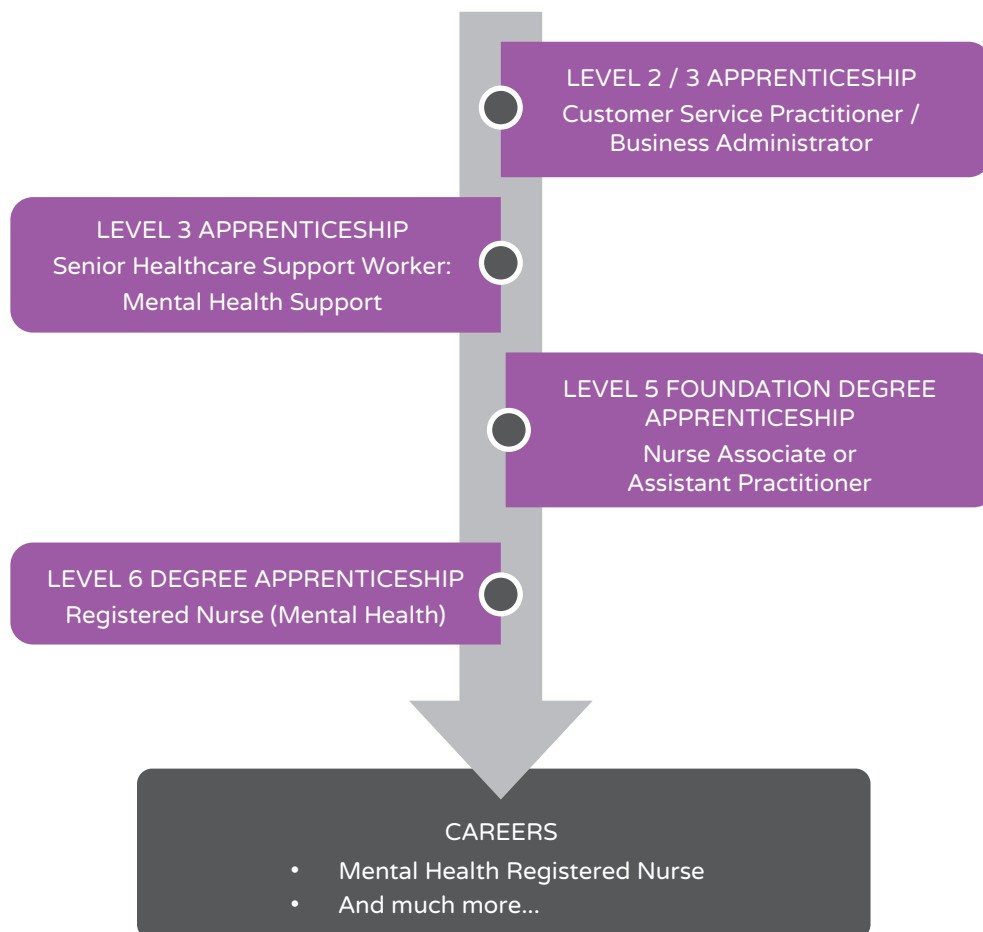 LEVEL 2 / 3 APPRENTICESHIP
Customer Service Practitioner /
Business Administrator
LEVEL 3 APPRENTICESHIP
Senior Healthcare Support Worker:
Mental Health Support
LEVEL 5 FOUNDATION DEGREE
APPRENTICESHIP
Nurse Associate or
Assistant Practitioner
LEVEL 6 DEGREE APPRENTICESHIP
Registered Nurse (Mental Health)
CAREERS
• Mental Health Registered Nurse
• And much more...